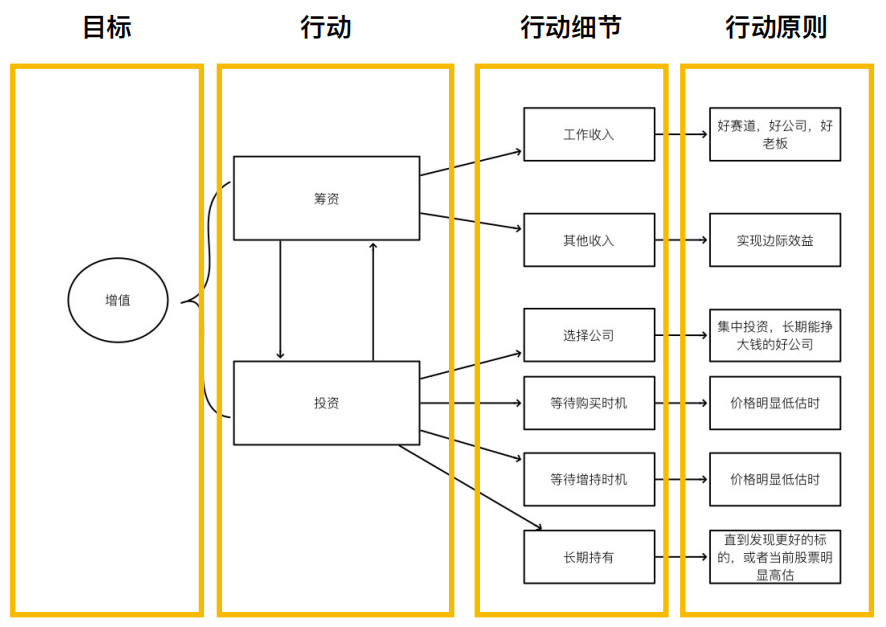 目标
行动
行动细节
行动原则
增值
筹资
投资
工作收入
其他收入
选择公司
等待购买时机
等待增持时机
长期持有
好赛道，好公司，好
老板
实现边际效益
集中投资，长期能挣
大钱的好公司
价格明显低估时
价格明显低估时
直到发现更好的标
的，或者当前股票明
显高估